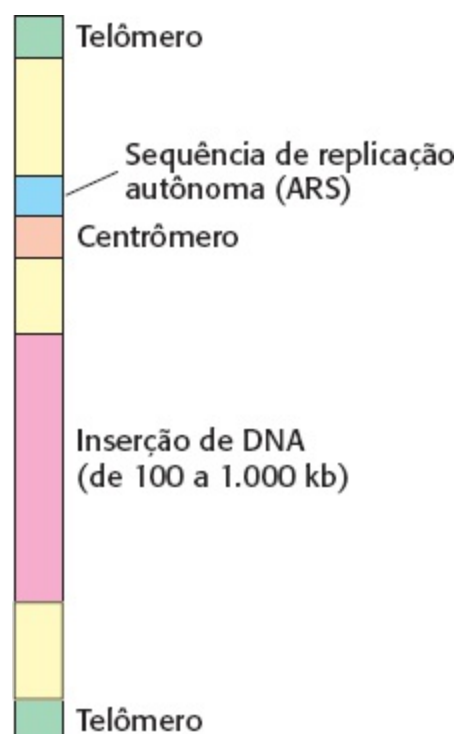 Telômero
Sequência de replicação
autônoma (ARS)
Centrômero
Inserção de DNA
(de 100 a 1.000 kb)
Telômero